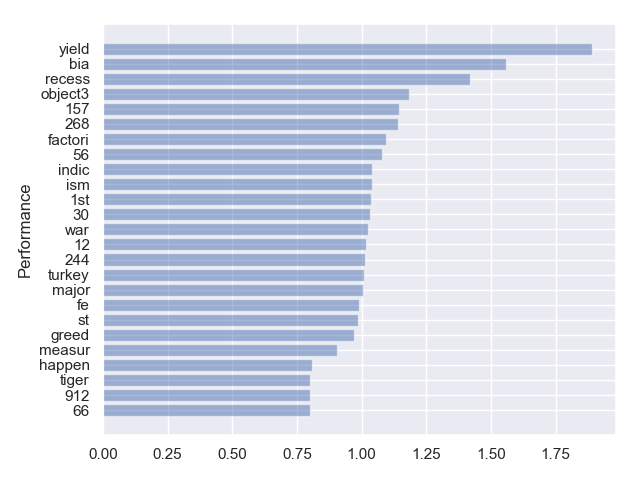 Performance
yield
bia
recess
object3
157
268
factori
56
indic
ism
1st
30
war
12
244
turkey
major
fe
st
greed
measur
happen
tiger
912
66
0.00 0.25 0.50 0.75 1.00 1.25 1.50 1.75